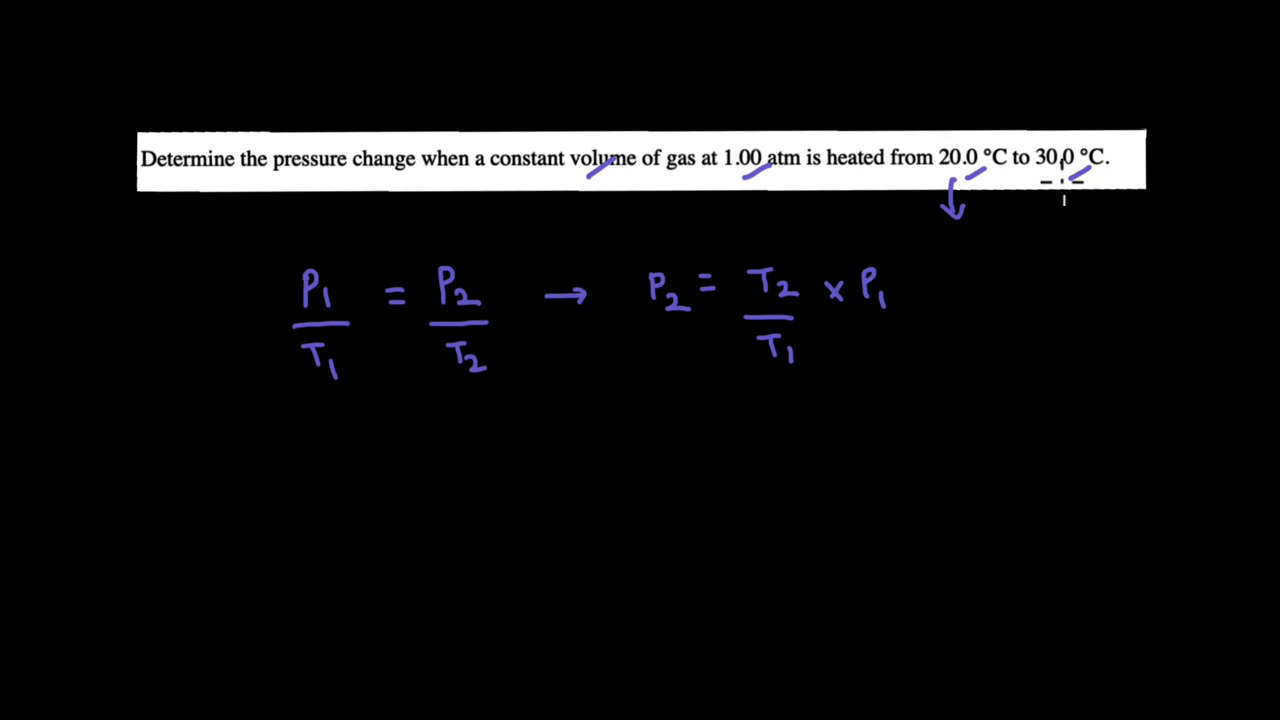 Determine the pressure change when a constant volume of gas at 1.00 atm is heated from 20.0 °C to 30.0 °C.
P₁/T₁ = P₂/T₂ → P₂ = T₂/T₁ × P₁